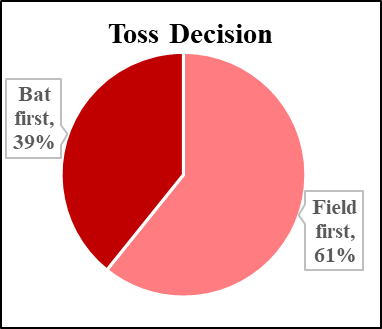 Toss Decision
Bat
first,
39%
Field
first,
61%